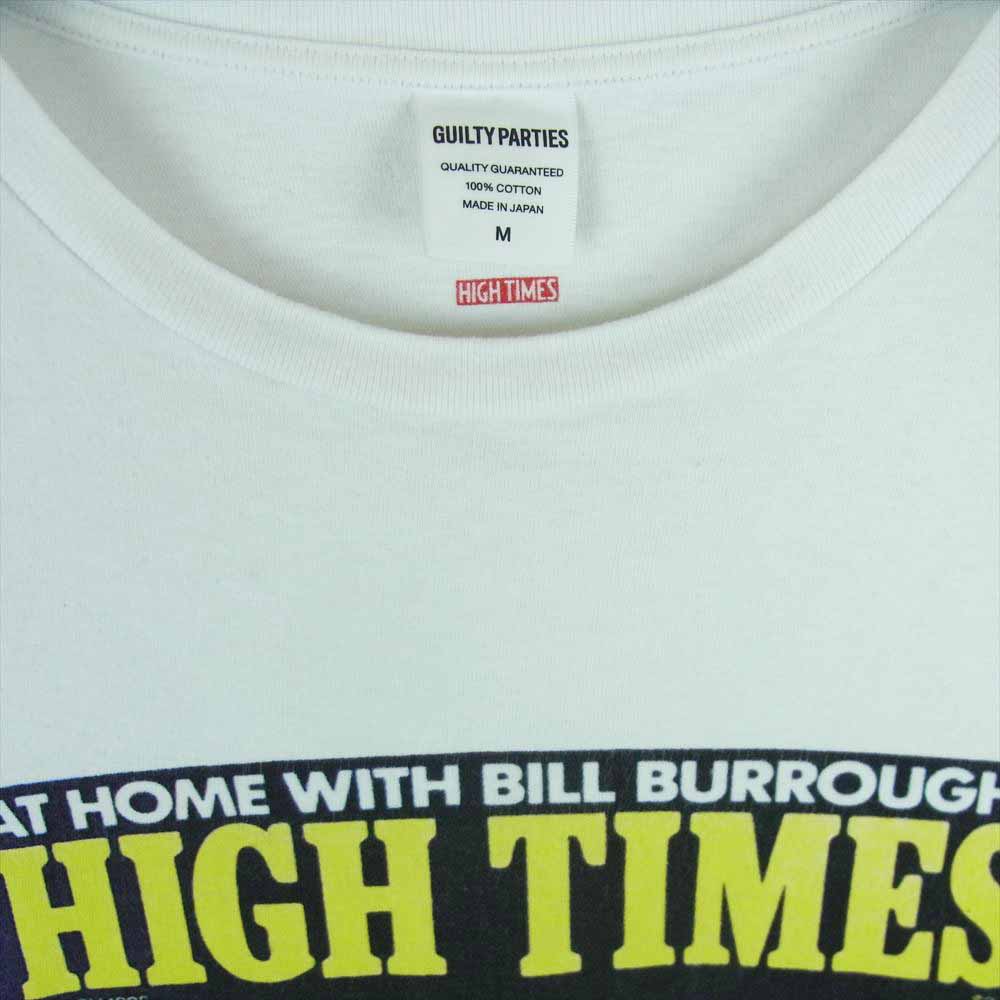 GUILTY PARTIES
QUALITY GUARANTEED
100% COTTON
MADE IN JAPAN
M
HIGH TIMES
AT HOME WITH BILL BURROUGH
HIGH TIMES